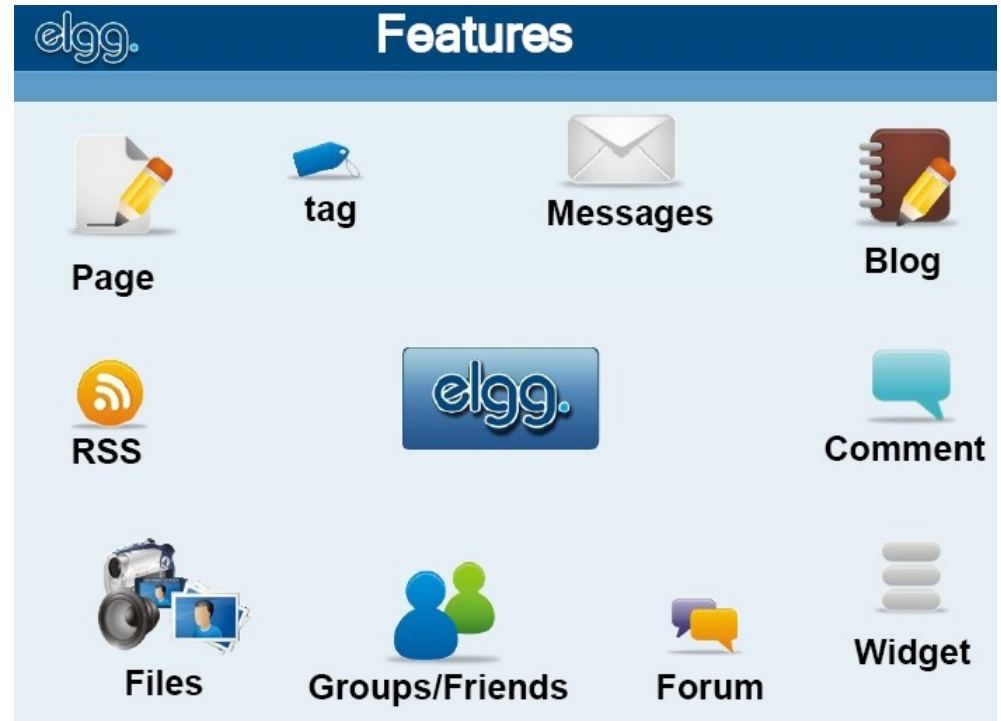 elgg.
Features
tag
Messages
Page
Blog
elgg.
RSS
Comment
Files
Groups/Friends
Forum
Widget